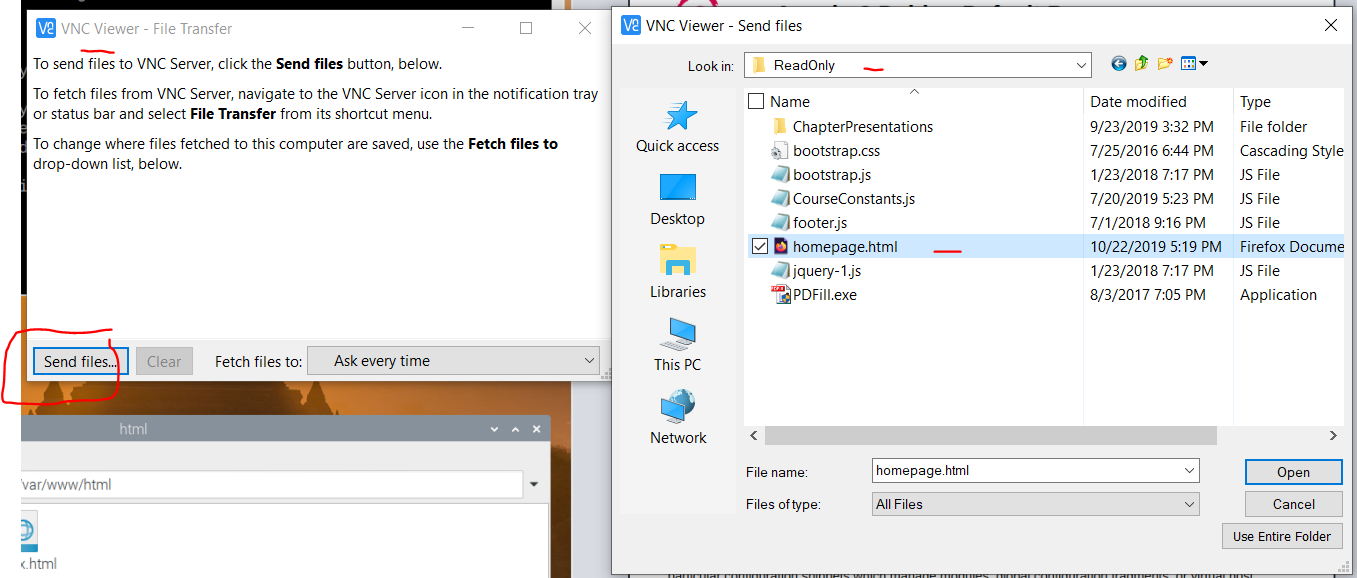 VNC Viewer - File Transfer
To send files to VNC Server, click the Send files button, below.
To fetch files from VNC Server, navigate to the VNC Server icon in the notification tray
or status bar and select File Transfer from its shortcut menu.
To change where files fetched to this computer are saved, use the Fetch files to
drop-down list, below.
Send files...
Clear
Fetch files to:
Ask every time
html
/var/www/html
x.html
VNC Viewer - Send files
Look in:
ReadOnly
Quick access
Desktop
Libraries
This PC
Network
Name Date modified Type
ChapterPresentations 9/23/2019 3:32 PM File folder
bootstrap.css 7/25/2016 6:44 PM Cascading Style
bootstrap.js 1/23/2018 7:17 PM JS File
CourseConstants.js 7/20/2019 5:23 PM JS File
footer.js 7/1/2018 9:16 PM JS File
homepage.html 10/22/2019 5:19 PM Firefox Docume
jquery-1.js 1/23/2018 7:17 PM JS File
PDFill.exe 8/3/2017 7:05 PM Application
File name:
homepage.html
Open
Files of type:
All Files
Cancel
Use Entire Folder